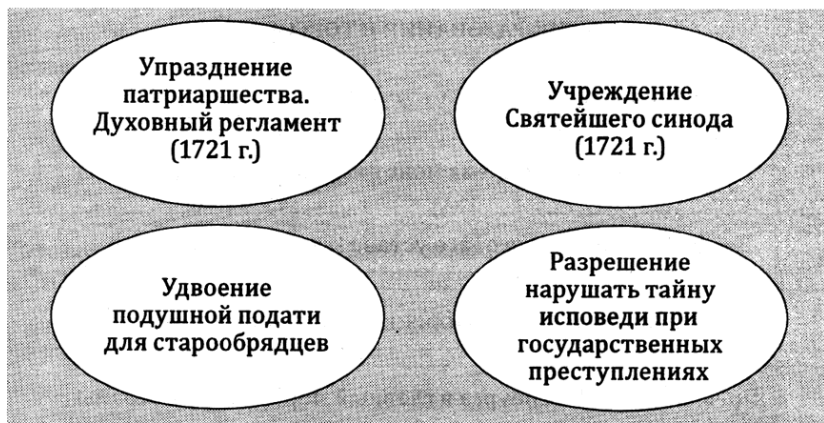 Упразднение
патриаршества.
Духовный регламент
(1721 г.)
Учреждение
Святейшего синода
(1721 г.)
Удвоение
подушной подати
для старообрядцев
Разрешение
нарушать тайну
исповеди при
государственных
преступлениях